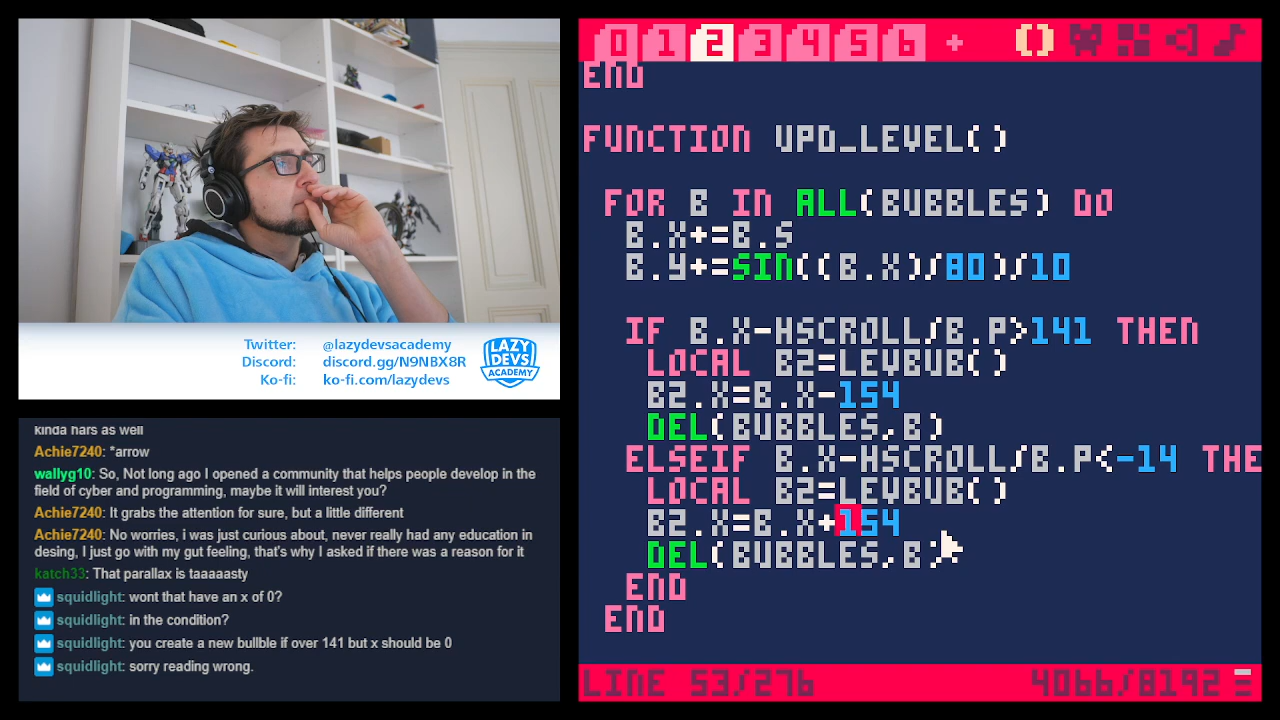 Twitter: @lazydevsacademy
Discord: discord.gg/N9NBX8R
Ko-fi: ko-fi.com/lazydevs
LAZY
DEVS
ACADEMY
kinda hars as well
Achie7240: *arrow
wallyg10: So, Not long ago I opened a community that helps people develop in the
field of cyber and programming, maybe it will interest you?
Achie7240: It grabs the attention for sure, but a little different
Achie7240: No worries, i was just curious about, never really had any education in
desing, I just go with my gut feeling, that's why I asked if there was a reason for it
katch33: That parallax is taaaaasty
squidlight: wont that have an x of 0?
squidlight: in the condition?
squidlight: you create a new bullble if over 141 but x should be 0
squidlight: sorry reading wrong.
0 1 2 3 4 5 6 + ()
END
FUNCTION UPD_LEVEL()
FOR B IN ALL(BUBBLES) DO
B.X+=B.S
B.Y+=SIN((B.X)/80)/10
IF B.X-HSCROLL/B.P>141 THEN
LOCAL B2=LEVBUB()
B2.X=B.X-154
DEL(BUBBLES,B)
ELSEIF B.X-HSCROLL/B.P<-14 THE
LOCAL B2=LEVBUB()
B2.X=B.X+154
DEL(BUBBLES,B)
END
END
LINE 53/276 4066/8192